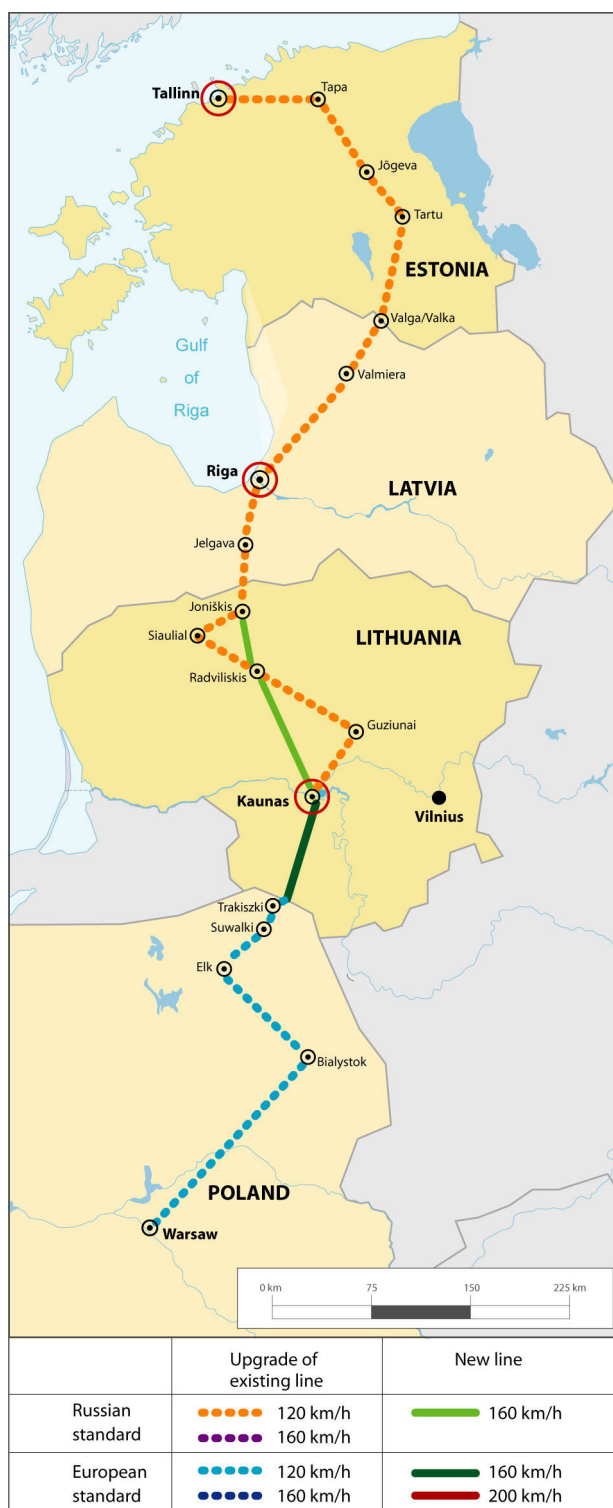 Tallinn
Tapa
Jõgeva
Tartu
ESTONIA
Valga/Valka
Gulf
of
Riga
Valmiera
Riga
LATVIA
Jelgava
Joniškis
Siaulial
LITHUANIA
Radviliskis
Guziunai
Kaunas
Vilnius
Trakiszki
Suwalki
Elk
Bialystok
POLAND
Warsaw
0 km 75 150 225 km
Upgrade of
existing line
New line
Russian
standard
120 km/h
160 km/h
160 km/h
European
standard
120 km/h
160 km/h
160 km/h
200 km/h